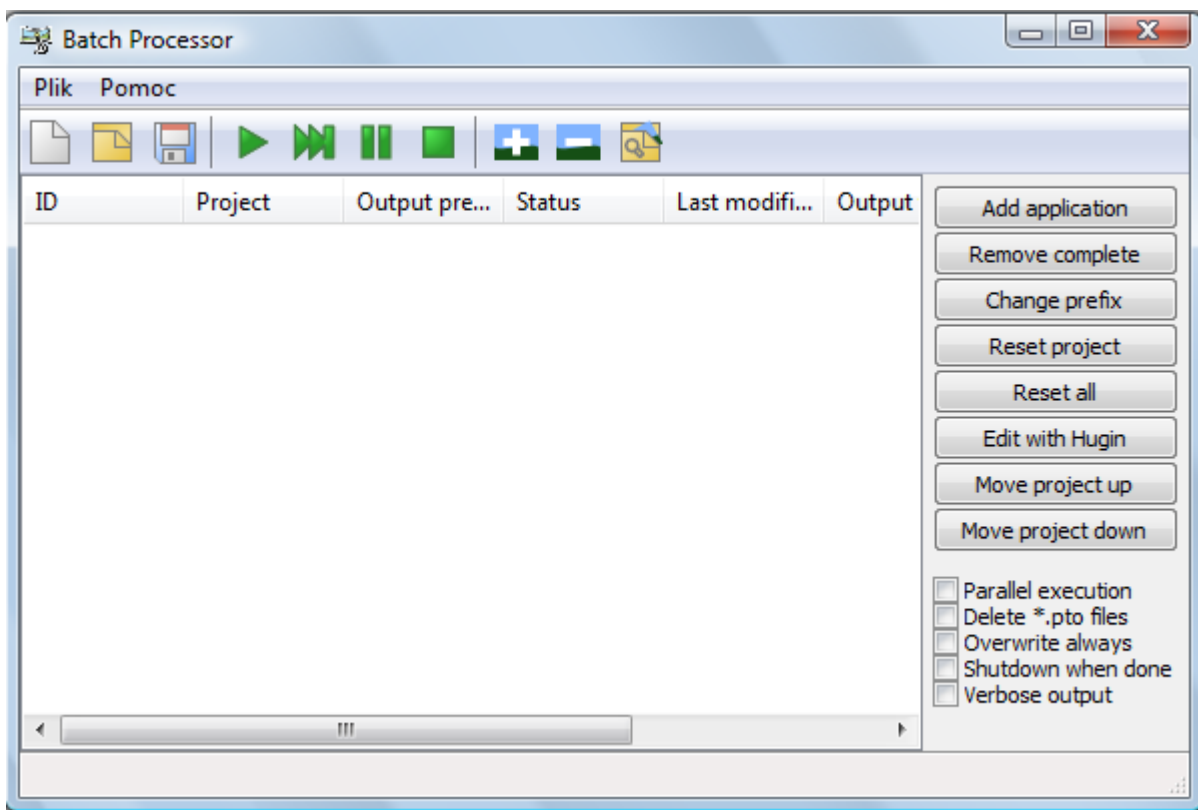 Batch Processor
Plik Pomoc
ID Project Output pre... Status Last modifi... Output
Add application
Remove complete
Change prefix
Reset project
Reset all
Edit with Hugin
Move project up
Move project down
Parallel execution
Delete *.pto files
Overwrite always
Shutdown when done
Verbose output